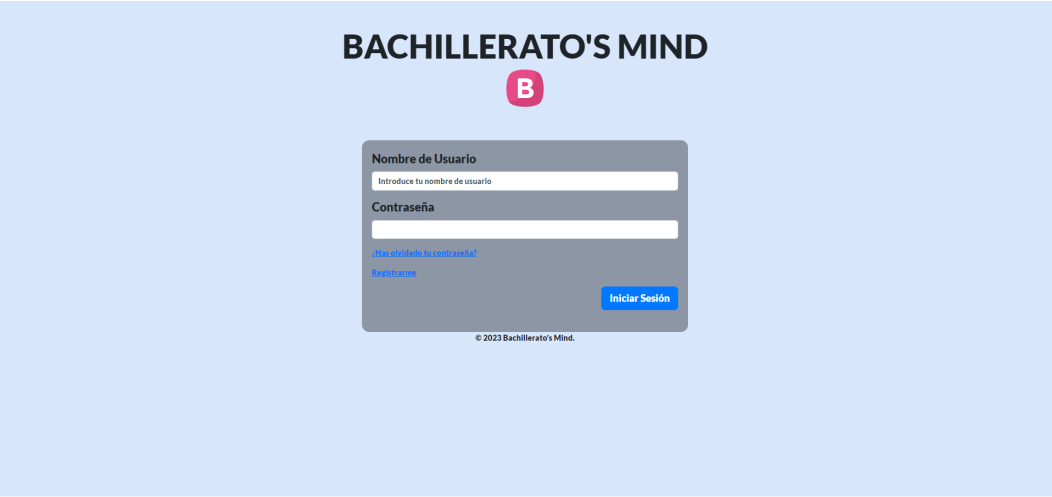 BACHILLERATO'S MIND
B
Nombre de Usuario
Introduce tu nombre de usuario
Contraseña
¿Has olvidado tu contraseña?
Registrarme
Iniciar Sesión
© 2023 Bachillerato's Mind.